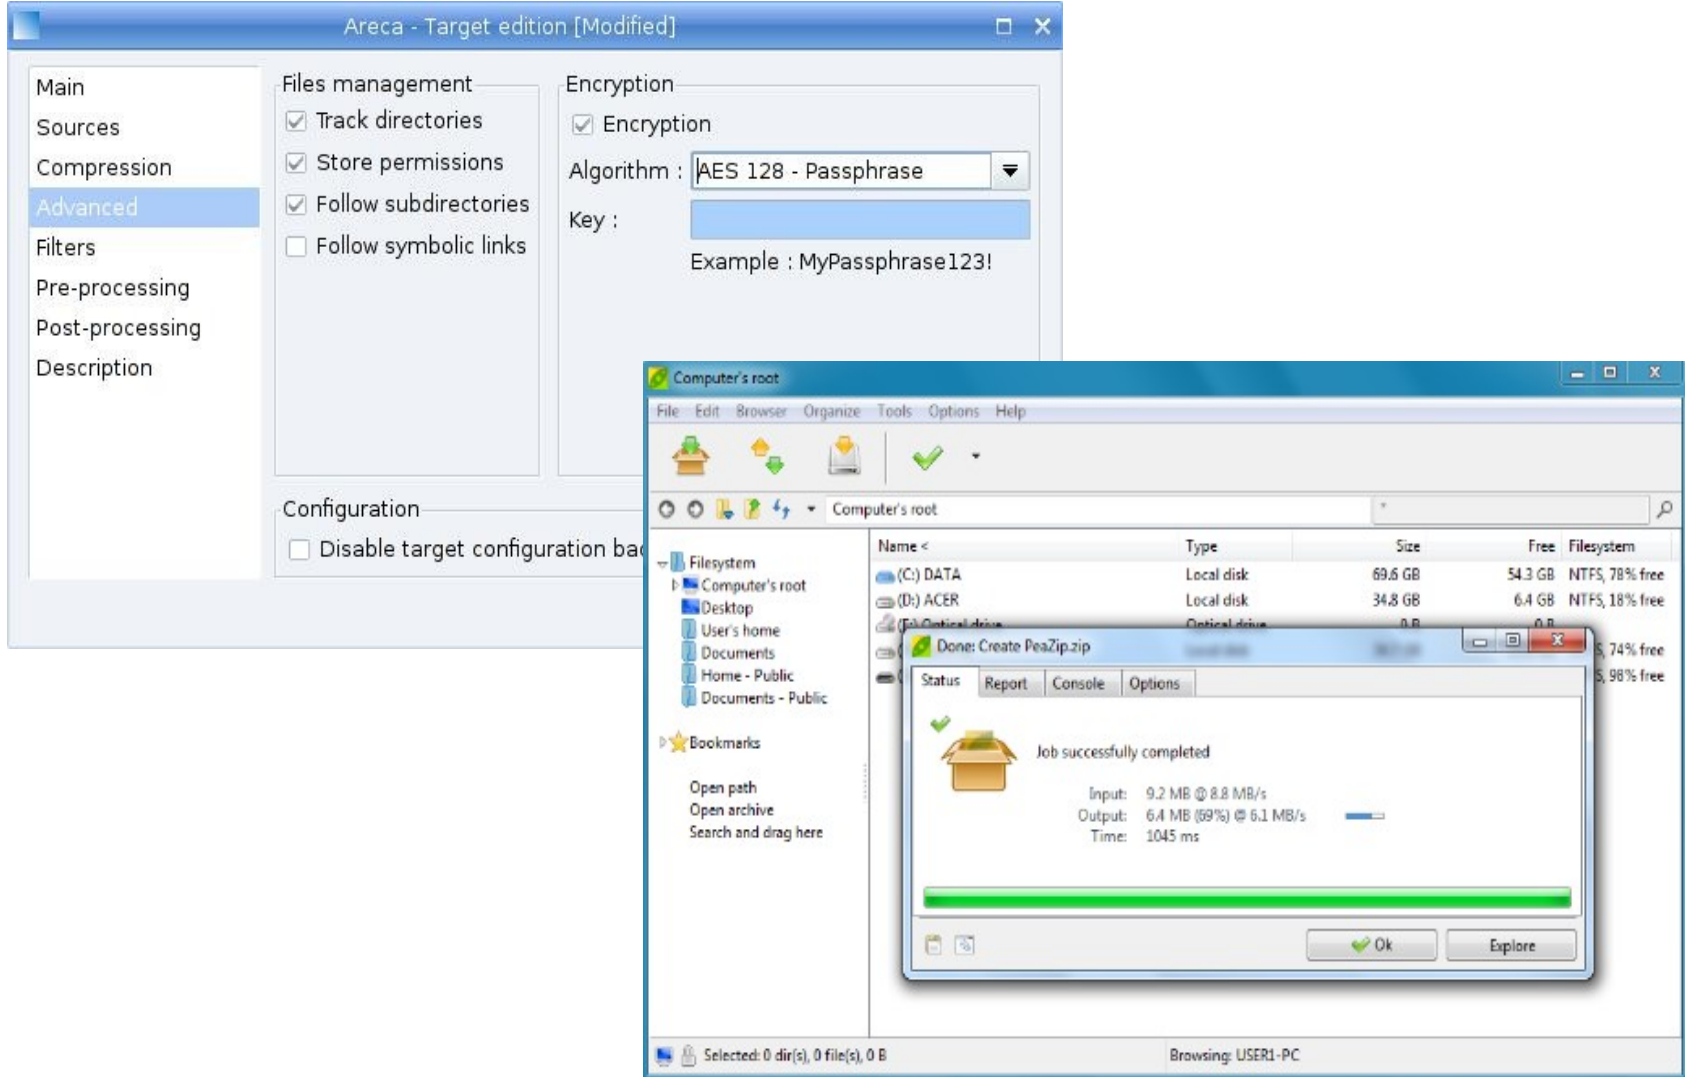 Areca - Target edition [Modified]
Main
Sources
Compression
Advanced
Filters
Pre-processing
Post-processing
Description
Files management
Track directories
Store permissions
Follow subdirectories
Follow symbolic links
Encryption
Encryption
Algorithm : AES 128 - Passphrase
Key :
Example : MyPassphrase123!
Configuration
Disable target configuration bac
Computer's root
File Edit Browser Organize Tools Options Help
Computer's root
Filesystem
Computer's root
Desktop
User's home
Documents
Home - Public
Documents - Public
Bookmarks
Open path
Open archive
Search and drag here
Name < Type Size Free Filesystem
(C:) DATA Local disk 69.6 GB 54.3 GB NTFS, 78% free
(D:) ACER Local disk 34.8 GB 6.4 GB NTFS, 18% free
Optical drive Optical drive 0 B 0 B
S, 74% free
S, 98% free
Done: Create PeaZip.zip
Status Report Console Options
Job successfully completed
Input: 9.2 MB @ 8.8 MB/s
Output: 6.4 MB (69%) @ 6.1 MB/s
Time: 1045 ms
Ok Explore
Selected: 0 dir(s), 0 file(s), 0 B Browsing: USER1-PC